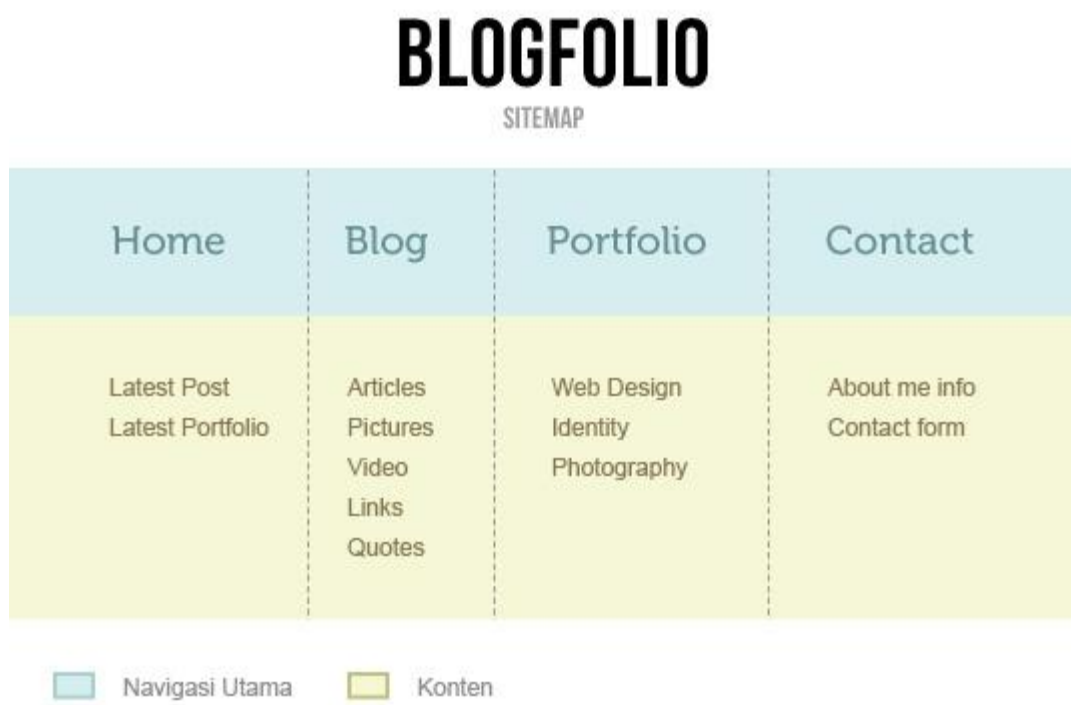 BLOGFOLIO
SITEMAP
Home Blog Portfolio Contact
Latest Post Articles Web Design About me info
Latest Portfolio Pictures Identity Contact form
Video Photography
Links
Quotes
Navigasi Utama Konten